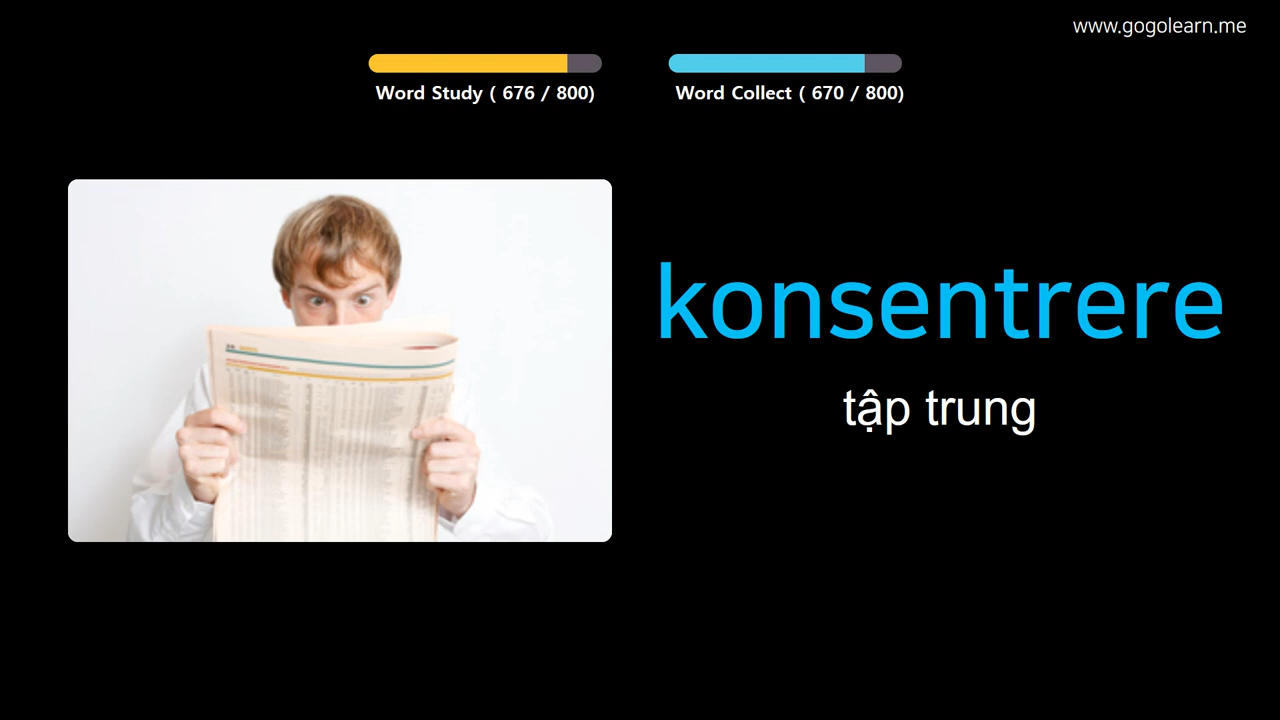 www.gogolearn.me
Word Study ( 676 / 800)
Word Collect ( 670 / 800)
konsentrere
tập trung